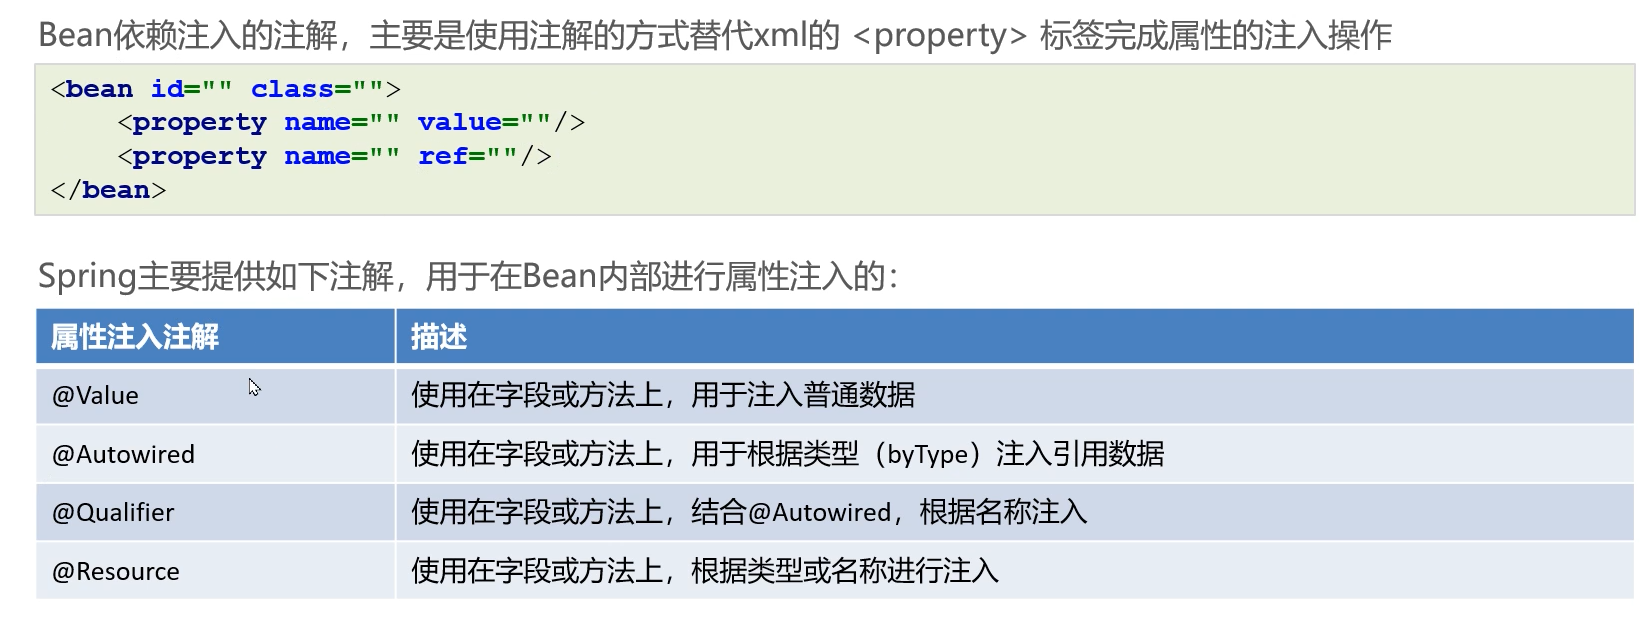 Bean依赖注入的注解，主要是使用注解的方式替代xml的 <property> 标签完成属性的注入操作
<bean id="" class="">
    <property name="" value=""/>
    <property name="" ref=""/>
</bean>
Spring主要提供如下注解，用于在Bean内部进行属性注入的：
属性注入注解 描述
@Value 使用在字段或方法上，用于注入普通数据
@Autowired 使用在字段或方法上，用于根据类型（byType）注入引用数据
@Qualifier 使用在字段或方法上，结合@Autowired，根据名称注入
@Resource 使用在字段或方法上，根据类型或名称进行注入